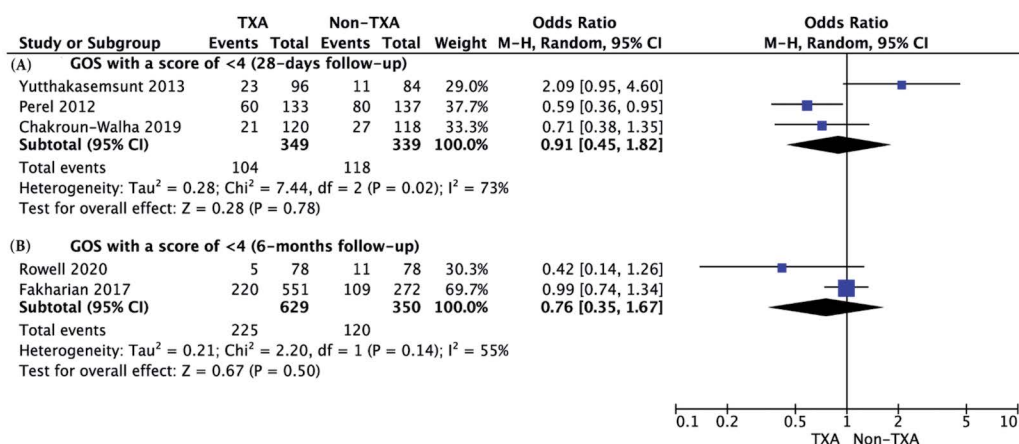 TXA Non-TXA Odds Ratio Odds Ratio
Study or Subgroup Events Total Events Total Weight M-H, Random, 95% CI M-H, Random, 95% CI
(A) GOS with a score of <4 (28-days follow-up)
Yutthakasemsunt 2013 23 96 11 84 29.0% 2.09 [0.95, 4.60]
Perel 2012 60 133 80 137 37.7% 0.59 [0.36, 0.95]
Chakroun-Walha 2019 21 120 27 118 33.3% 0.71 [0.38, 1.35]
Subtotal (95% CI) 349 339 100.0% 0.91 [0.45, 1.82]
Total events 104 118
Heterogeneity: Tau² = 0.28; Chi² = 7.44, df = 2 (P = 0.02); I² = 73%
Test for overall effect: Z = 0.28 (P = 0.78)
(B) GOS with a score of <4 (6-months follow-up)
Rowell 2020 5 78 11 78 30.3% 0.42 [0.14, 1.26]
Fakharian 2017 220 551 109 272 69.7% 0.99 [0.74, 1.34]
Subtotal (95% CI) 629 350 100.0% 0.76 [0.35, 1.67]
Total events 225 120
Heterogeneity: Tau² = 0.21; Chi² = 2.20, df = 1 (P = 0.14); I² = 55%
Test for overall effect: Z = 0.67 (P = 0.50)
0.1 0.2 0.5 1 2 5 10
TXA Non-TXA